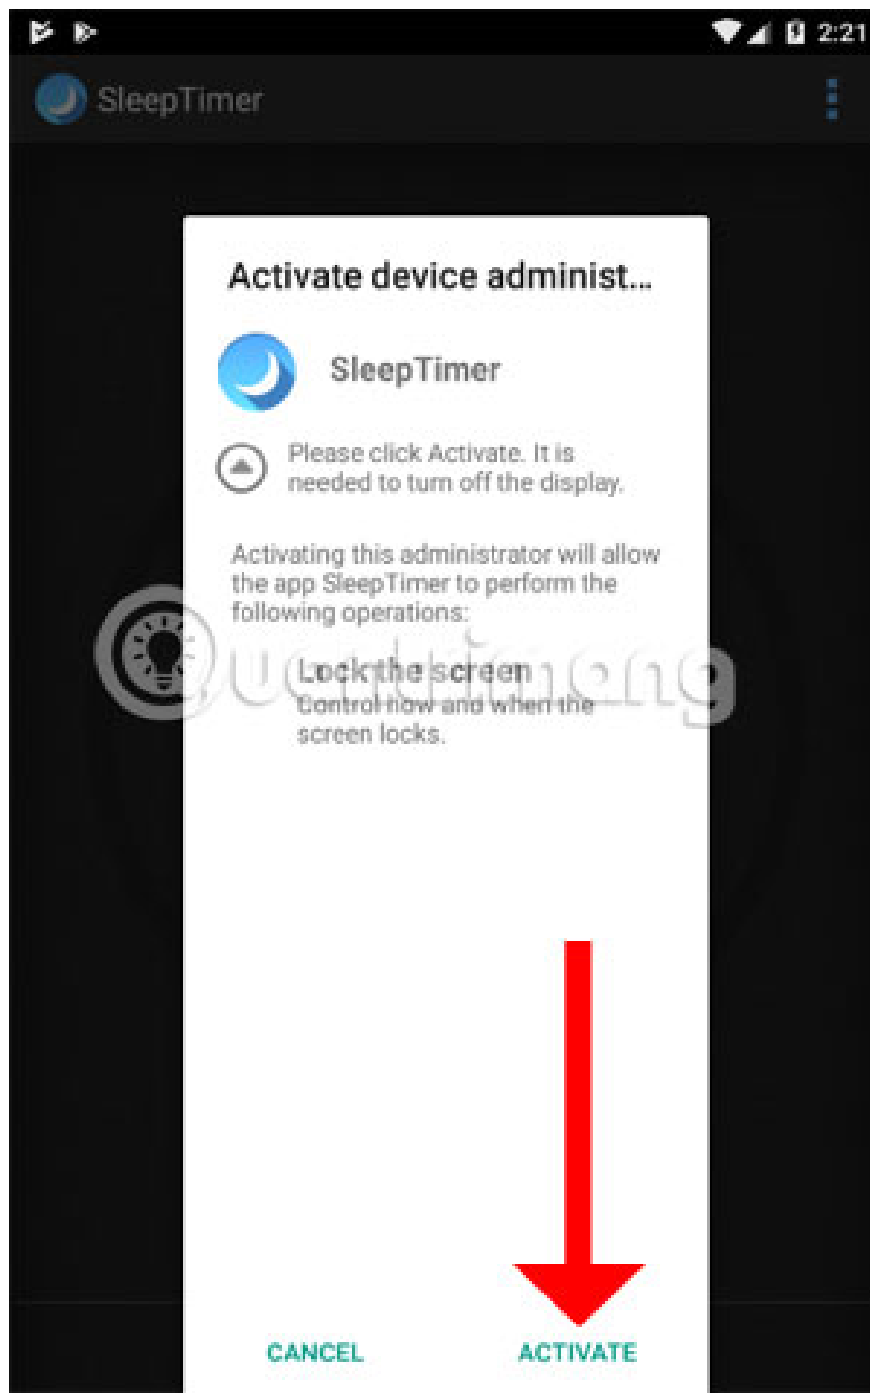 2:21
SleepTimer
Activate device administ...
SleepTimer
Please click Activate. It is
needed to turn off the display.
Activating this administrator will allow
the app SleepTimer to perform the
following operations:
Lock the screen
Quantrimang
Control how and when the
screen locks.
CANCEL ACTIVATE